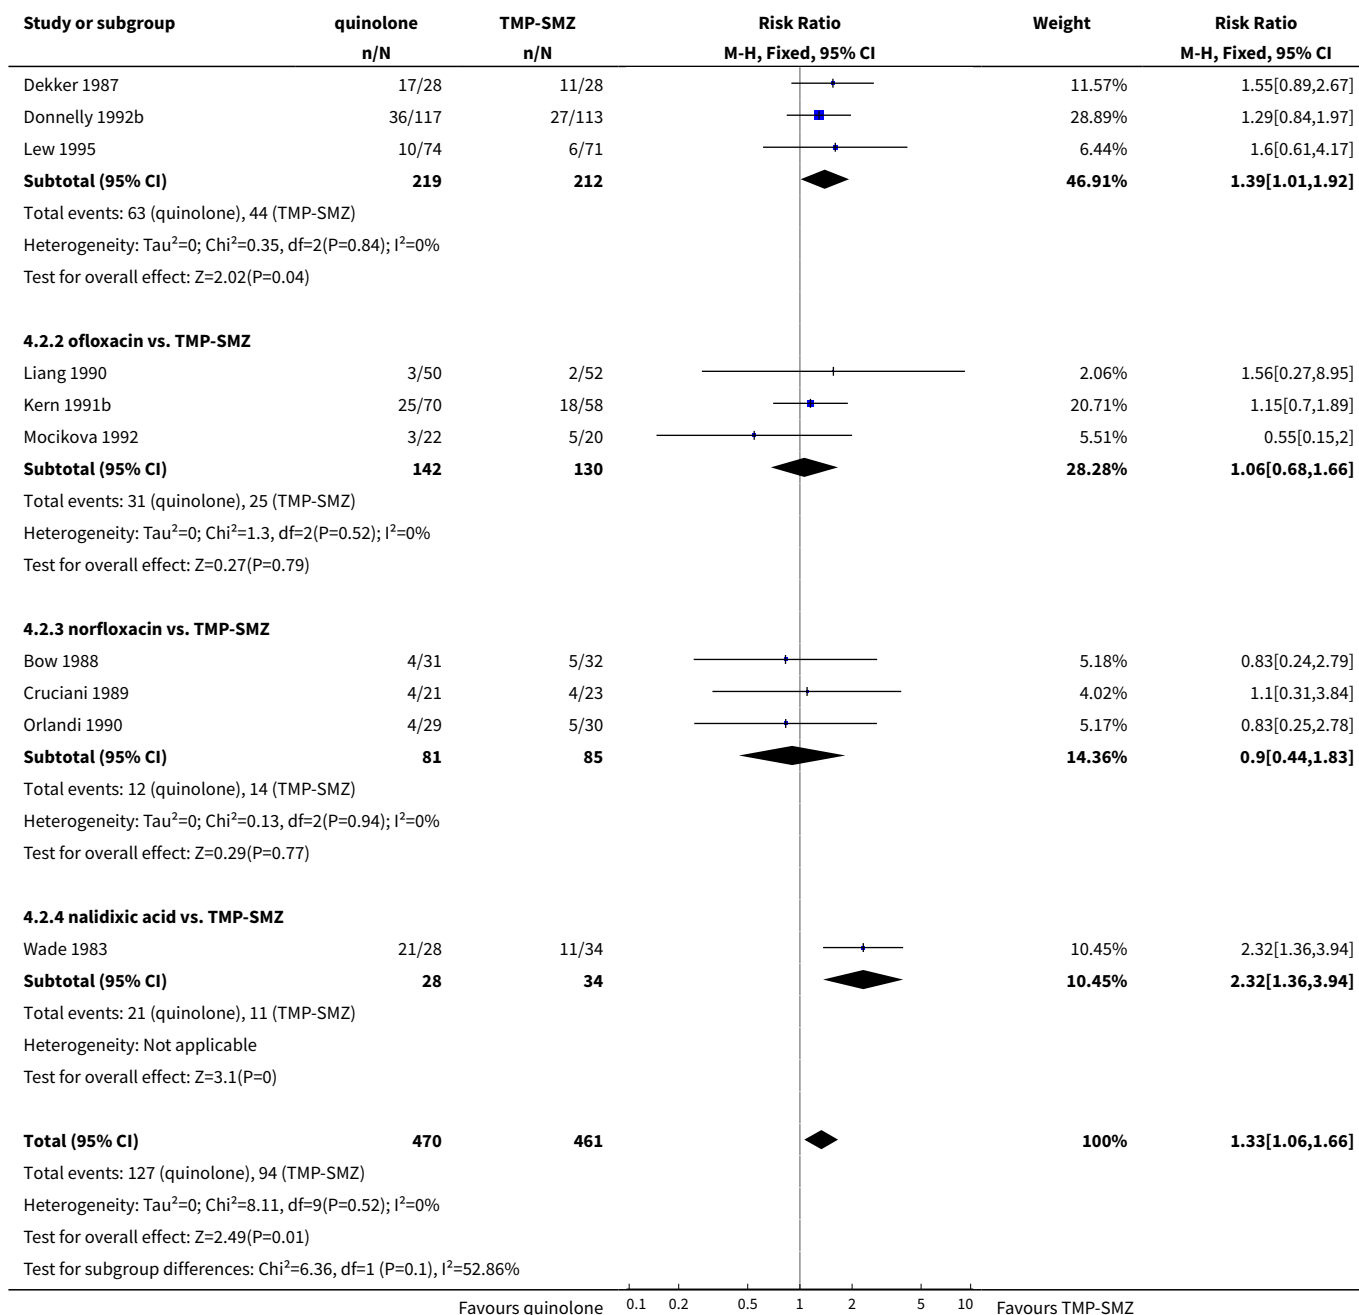 Study or subgroup quinolone TMP-SMZ Risk Ratio Weight Risk Ratio
n/N n/N M-H, Fixed, 95% CI M-H, Fixed, 95% CI
Dekker 1987 17/28 11/28 11.57% 1.55[0.89,2.67]
Donnelly 1992b 36/117 27/113 28.89% 1.29[0.84,1.97]
Lew 1995 10/74 6/71 6.44% 1.6[0.61,4.17]
Subtotal (95% CI) 219 212 46.91% 1.39[1.01,1.92]
Total events: 63 (quinolone), 44 (TMP-SMZ)
Heterogeneity: Tau²=0; Chi²=0.35, df=2(P=0.84); I²=0%
Test for overall effect: Z=2.02(P=0.04)
4.2.2 ofloxacin vs. TMP-SMZ
Liang 1990 3/50 2/52 2.06% 1.56[0.27,8.95]
Kern 1991b 25/70 18/58 20.71% 1.15[0.7,1.89]
Mocikova 1992 3/22 5/20 5.51% 0.55[0.15,2]
Subtotal (95% CI) 142 130 28.28% 1.06[0.68,1.66]
Total events: 31 (quinolone), 25 (TMP-SMZ)
Heterogeneity: Tau²=0; Chi²=1.3, df=2(P=0.52); I²=0%
Test for overall effect: Z=0.27(P=0.79)
4.2.3 norfloxacin vs. TMP-SMZ
Bow 1988 4/31 5/32 5.18% 0.83[0.24,2.79]
Cruciani 1989 4/21 4/23 4.02% 1.1[0.31,3.84]
Orlandi 1990 4/29 5/30 5.17% 0.83[0.25,2.78]
Subtotal (95% CI) 81 85 14.36% 0.9[0.44,1.83]
Total events: 12 (quinolone), 14 (TMP-SMZ)
Heterogeneity: Tau²=0; Chi²=0.13, df=2(P=0.94); I²=0%
Test for overall effect: Z=0.29(P=0.77)
4.2.4 nalidixic acid vs. TMP-SMZ
Wade 1983 21/28 11/34 10.45% 2.32[1.36,3.94]
Subtotal (95% CI) 28 34 10.45% 2.32[1.36,3.94]
Total events: 21 (quinolone), 11 (TMP-SMZ)
Heterogeneity: Not applicable
Test for overall effect: Z=3.1(P=0)
Total (95% CI) 470 461 100% 1.33[1.06,1.66]
Total events: 127 (quinolone), 94 (TMP-SMZ)
Heterogeneity: Tau²=0; Chi²=8.11, df=9(P=0.52); I²=0%
Test for overall effect: Z=2.49(P=0.01)
Test for subgroup differences: Chi²=6.36, df=1 (P=0.1), I²=52.86%
Favours quinolone 0.1 0.2 0.5 1 2 5 10 Favours TMP-SMZ